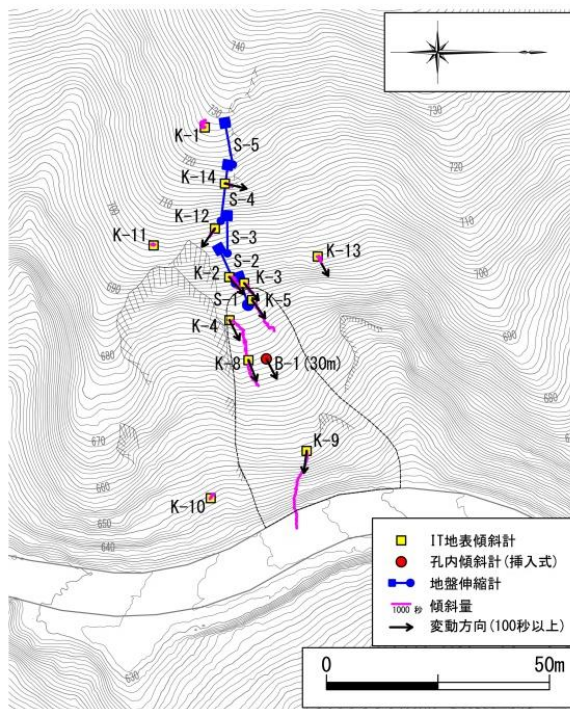 740
730
730
K-1
S-5
720
720
K-14
S-4
710
710
700
K-12
K-11
S-3
K-13
S-2
700
K-2
K-3
690
S-1
K-5
690
K-4
680
K-8
B-1(30m)
680
670
K-9
660
K-10
650
640
IT地表傾斜計
孔内傾斜計(挿入式)
地盤伸縮計
1000 秒
傾斜量
変動方向(100秒以上)
630
0
50m